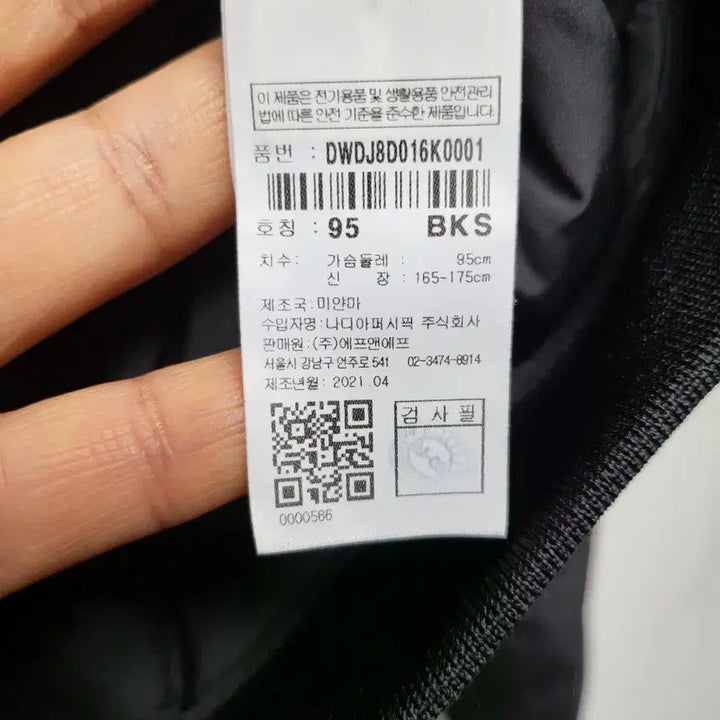 이 제품은 전기용품 및 생활용품 안전관리
법에 따른 안전 기준을 준수한 제품입니다.
품번 : DWDJ8D016K0001
호칭 : 95 BKS
치수: 가슴둘레 : 95cm
신 장 : 165~175cm
제조국:미얀마
수입자명:나디아퍼시픽 주식회사
판매원:(주)에프앤에프
서울시 강남구 언주로 541 02-3474-8914
제조년월: 2021.04
검 사 필
0000586